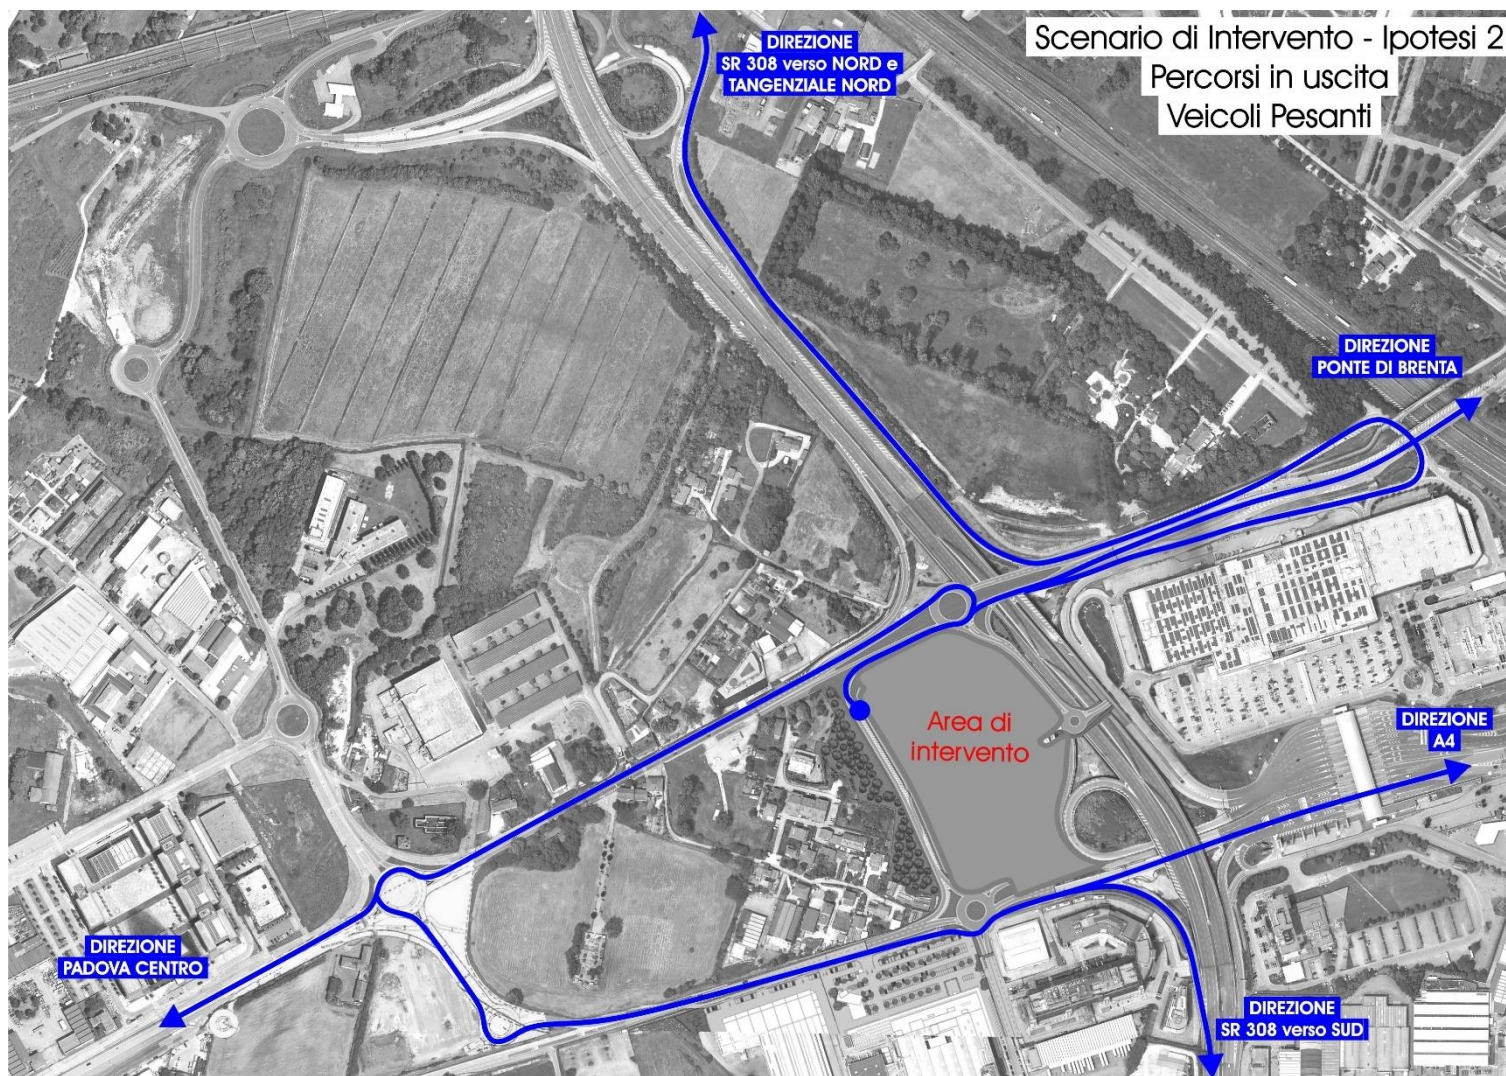 Scenario di Intervento - Ipotesi 2
Percorsi in uscita
Veicoli Pesanti
DIREZIONE
SR 308 verso NORD e
TANGENZIALE NORD
DIREZIONE
PONTE DI BRENTA
Area di
intervento
DIREZIONE
A4
DIREZIONE
PADOVA CENTRO
DIREZIONE
SR 308 verso SUD